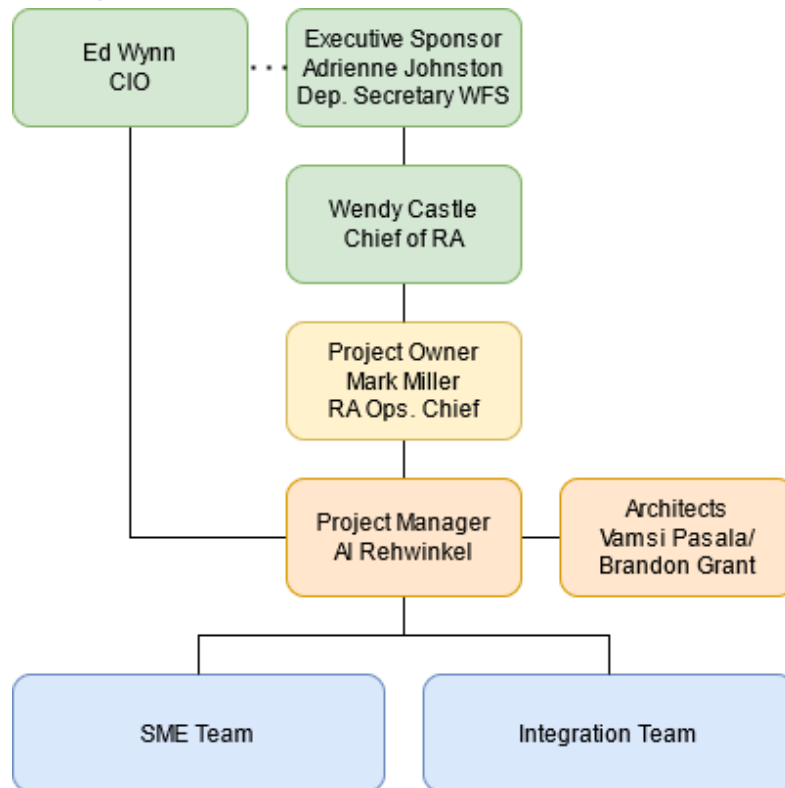 Ed Wynn
CIO
Executive Sponsor
Adrienne Johnston
Dep. Secretary WFS
Wendy Castle
Chief of RA
Project Owner
Mark Miller
RA Ops. Chief
Project Manager
Al Rehwinkel
Architects
Vamsi Pasala/
Brandon Grant
SME Team
Integration Team